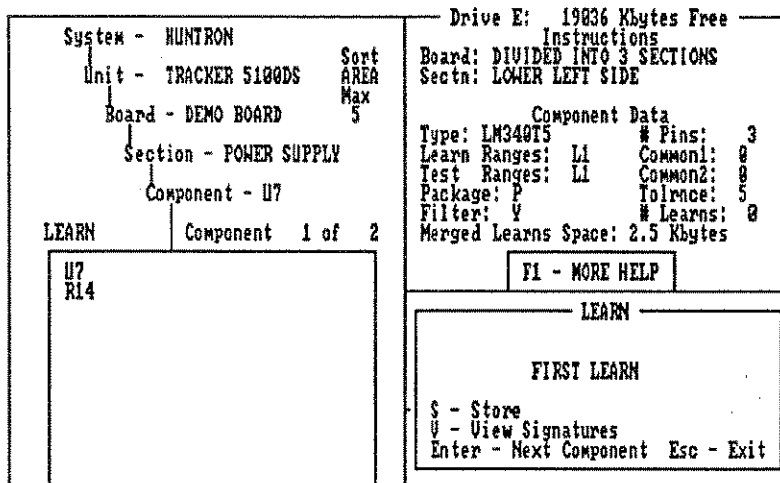 System - HUNTRON
Sort
Unit - TRACKER 5100DS AREA
Max
Board - DEMO BOARD 5
Section - POWER SUPPLY
Component - U7
LEARN Component 1 of 2
U7
R14
Drive E: 19036 Kbytes Free
Instructions
Board: DIVIDED INTO 3 SECTIONS
Sectn: LOWER LEFT SIDE
Component Data
Type: LM340T5 # Pins: 3
Learn Ranges: L1 Common1: 0
Test Ranges: L1 Common2: 0
Package: P Tolrnce: 5
Filter: Y # Learns: 0
Merged Learns Space: 2.5 Kbytes
F1 - MORE HELP
LEARN
FIRST LEARN
S - Store
V - View Signatures
Enter - Next Component Esc - Exit